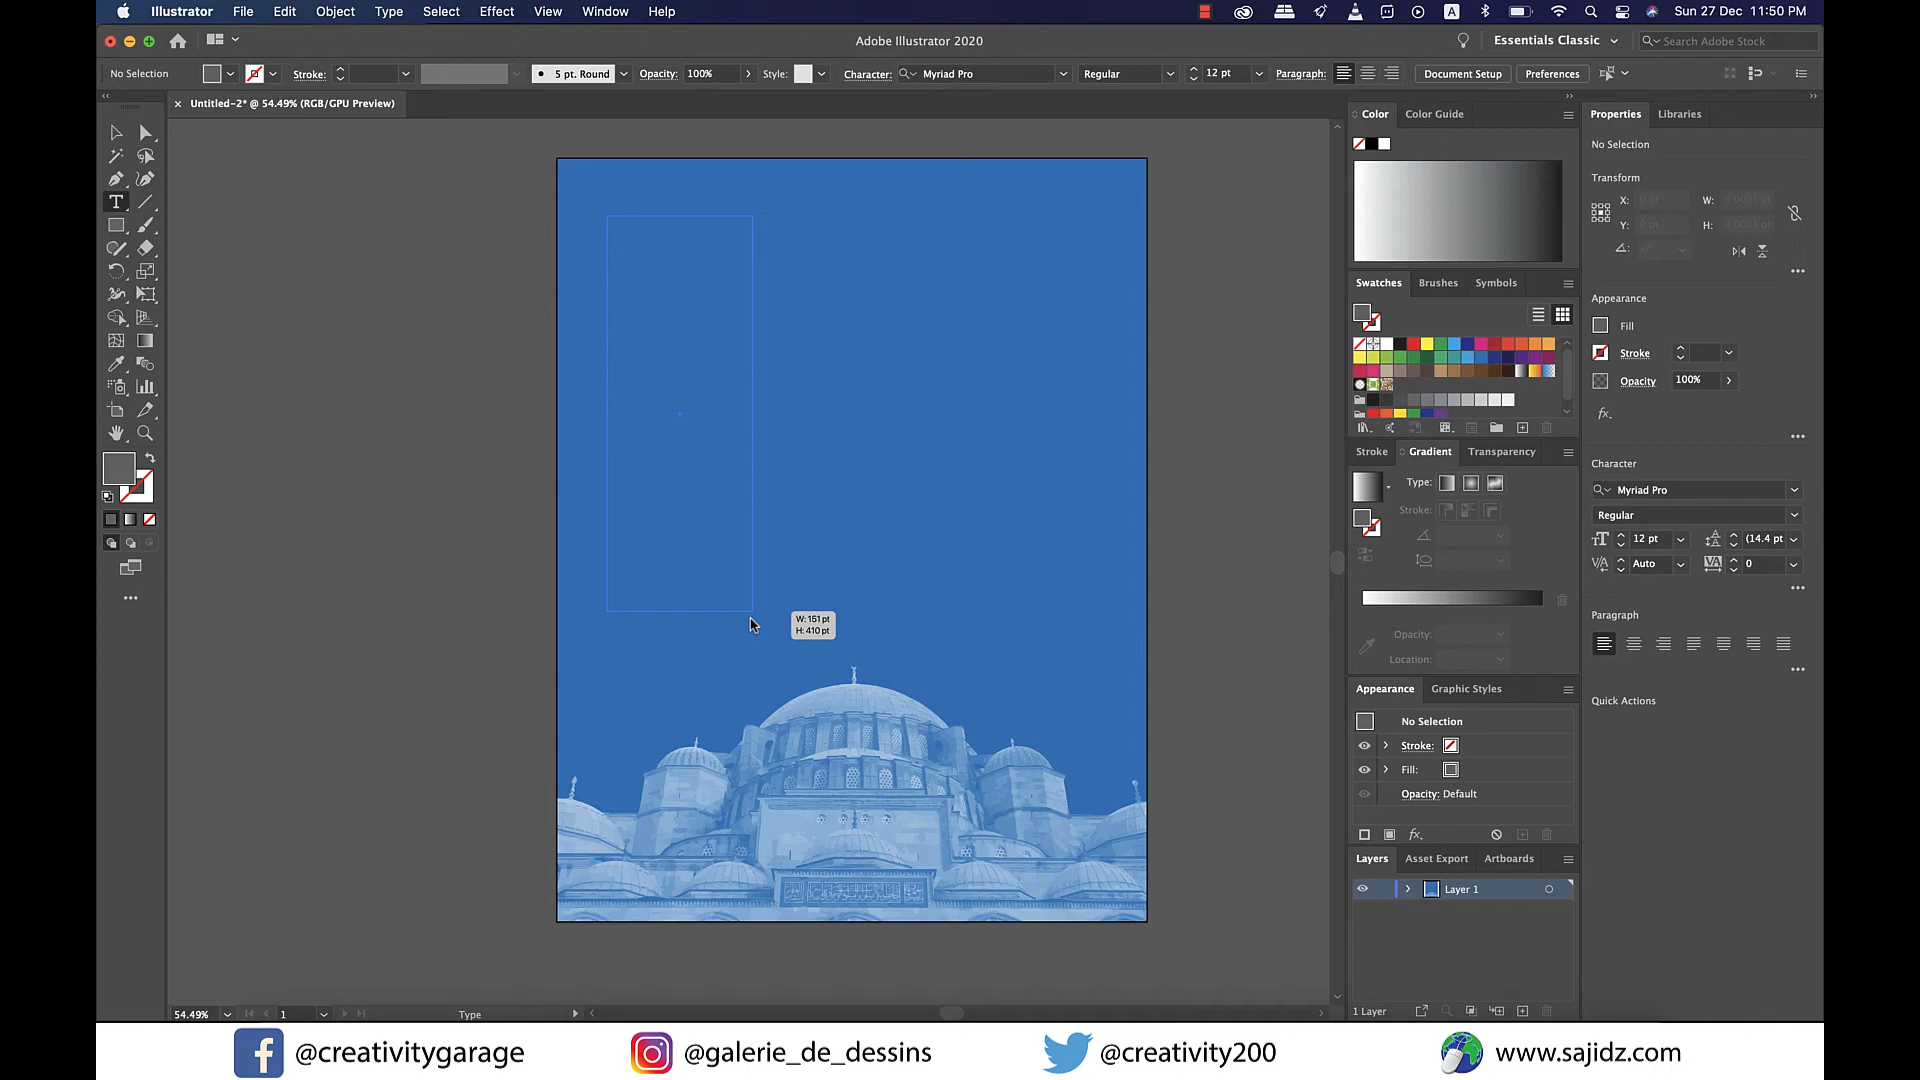 Illustrator File Edit Object Type Select Effect View Window Help A Sun 27 Dec 11:50 PM
Adobe Illustrator 2020 Essentials Classic Search Adobe Stock
No Selection Stroke: 5 pt. Round Opacity: 100% Style: Character: Myriad Pro Regular 12 pt Paragraph: Document Setup Preferences
Untitled-2* @ 54.49% (RGB/GPU Preview)
W: 151 pt
H: 410 pt
Color Color Guide
Swatches Brushes Symbols
Stroke Gradient Transparency
Type:
Stroke:
Opacity:
Location:
Appearance Graphic Styles
No Selection
Stroke:
Fill:
Opacity: Default
fx.
Layers Asset Export Artboards
Layer 1
1 Layer
Properties Libraries
No Selection
Transform
X: 0 pt W:
Y: 0 pt H:
Appearance
Fill
Stroke
Opacity 100%
fx.
Character
Myriad Pro
Regular
12 pt (14.4 pt
Auto 0
Paragraph
Quick Actions
54.49% 1 Type
@creativitygarage @galerie_de_dessins @creativity200 www.sajidz.com